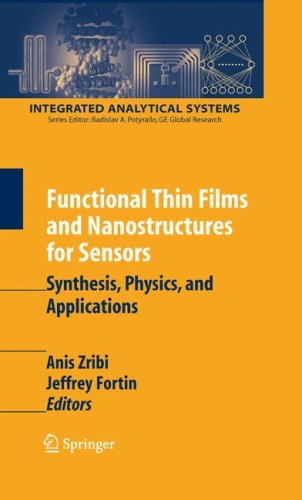 INTEGRATED ANALYTICAL SYSTEMS
Series Editor: Radislav A. Potyrailo, GE Global Research
Functional Thin Films
and Nanostructures
for Sensors
Synthesis, Physics, and
Applications
Anis Zribi
Jeffrey Fortin
Editors
Springer